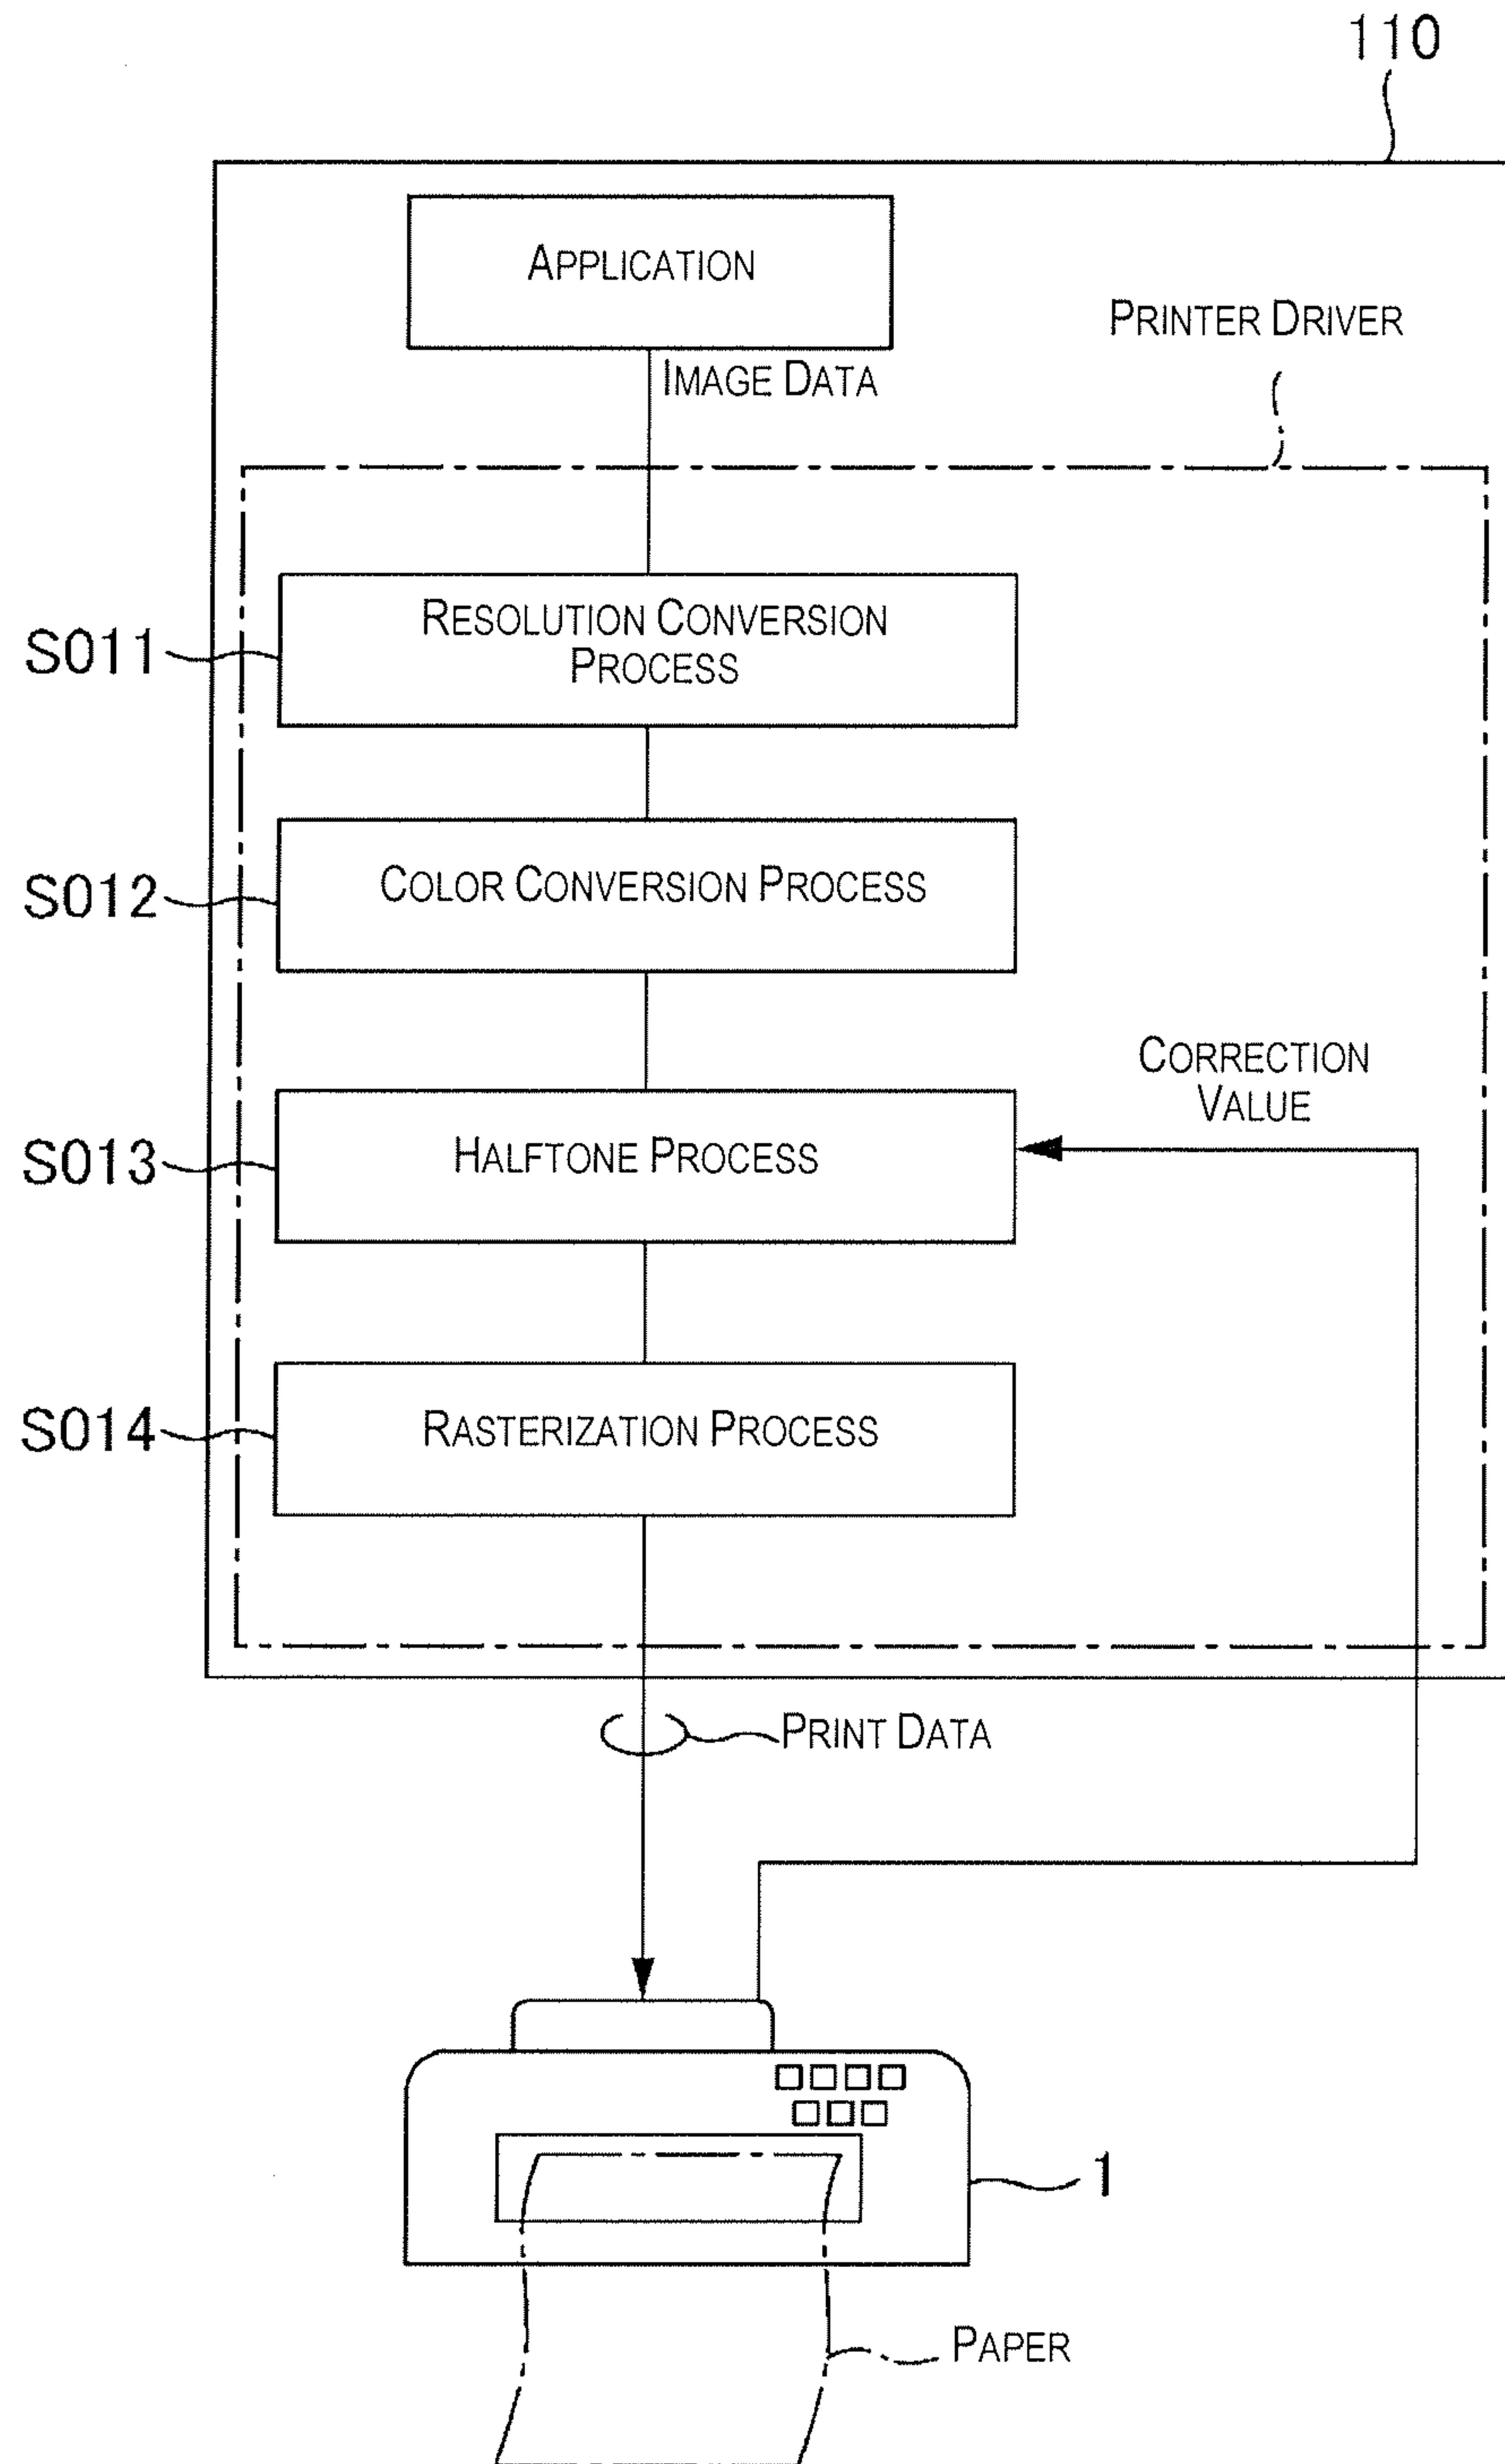 110
APPLICATION
PRINTER DRIVER
IMAGE DATA
S011
RESOLUTION CONVERSION
PROCESS
S012
COLOR CONVERSION PROCESS
CORRECTION
VALUE
S013
HALFTONE PROCESS
S014
RASTERIZATION PROCESS
PRINT DATA
1
PAPER